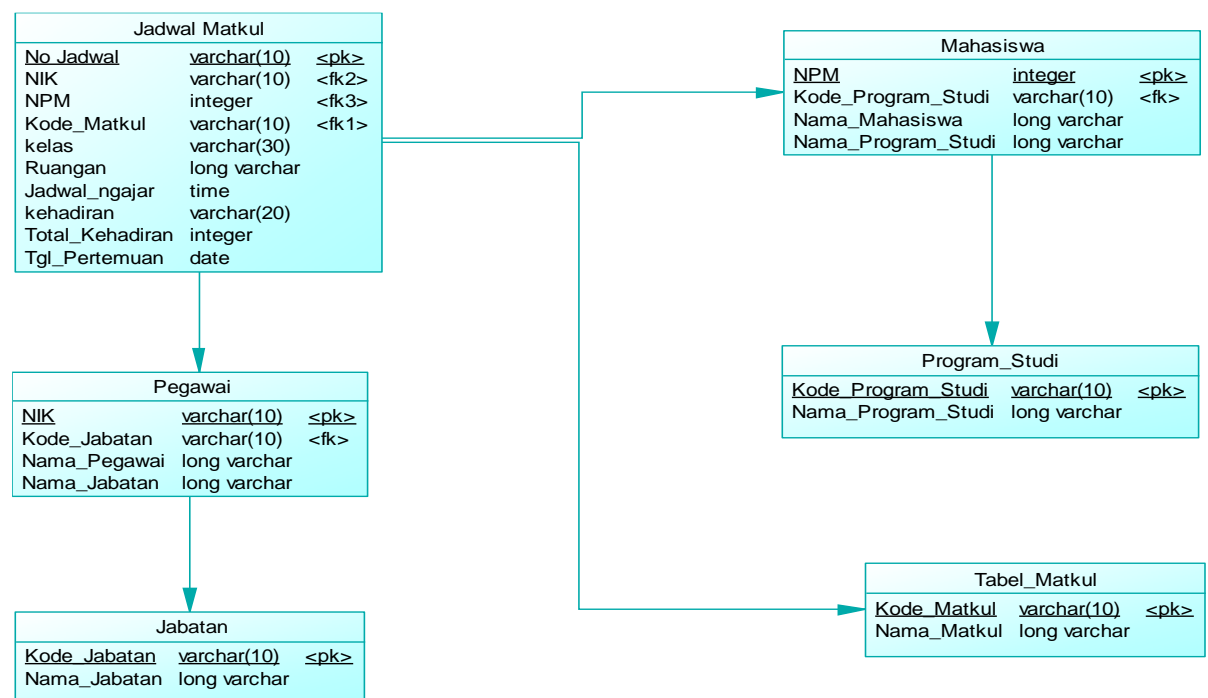 Jadwal Matkul
No Jadwal varchar(10) <pk>
NIK varchar(10) <fk2>
NPM integer <fk3>
Kode_Matkul varchar(10) <fk1>
kelas varchar(30)
Ruangan long varchar
Jadwal_ngajar time
kehadiran varchar(20)
Total_Kehadiran integer
Tgl_Pertemuan date
Mahasiswa
NPM integer <pk>
Kode_Program_Studi varchar(10) <fk>
Nama_Mahasiswa long varchar
Nama_Program_Studi long varchar
Program_Studi
Kode_Program_Studi varchar(10) <pk>
Nama_Program_Studi long varchar
Pegawai
NIK varchar(10) <pk>
Kode_Jabatan varchar(10) <fk>
Nama_Pegawai long varchar
Nama_Jabatan long varchar
Tabel_Matkul
Kode_Matkul varchar(10) <pk>
Nama_Matkul long varchar
Jabatan
Kode_Jabatan varchar(10) <pk>
Nama_Jabatan long varchar